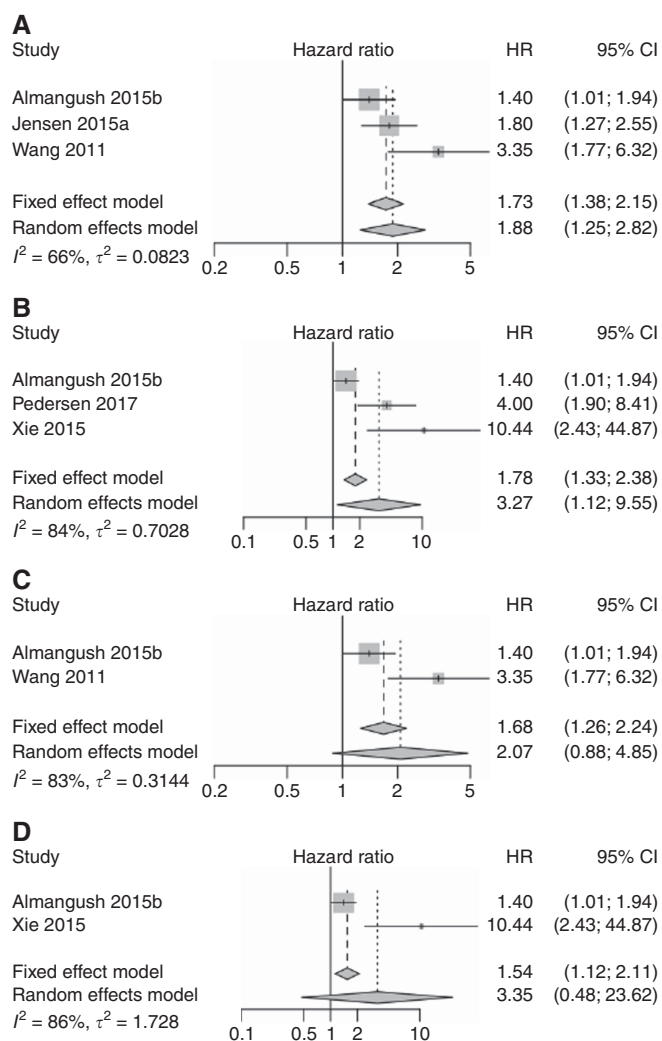 A
Study Hazard ratio HR 95% CI
Almangush 2015b 1.40 (1.01; 1.94)
Jensen 2015a 1.80 (1.27; 2.55)
Wang 2011 3.35 (1.77; 6.32)
Fixed effect model 1.73 (1.38; 2.15)
Random effects model 1.88 (1.25; 2.82)
I² = 66%, τ² = 0.0823
0.2 0.5 1 2 5
B
Study Hazard ratio HR 95% CI
Almangush 2015b 1.40 (1.01; 1.94)
Pedersen 2017 4.00 (1.90; 8.41)
Xie 2015 10.44 (2.43; 44.87)
Fixed effect model 1.78 (1.33; 2.38)
Random effects model 3.27 (1.12; 9.55)
I² = 84%, τ² = 0.7028
0.1 0.5 1 2 10
C
Study Hazard ratio HR 95% CI
Almangush 2015b 1.40 (1.01; 1.94)
Wang 2011 3.35 (1.77; 6.32)
Fixed effect model 1.68 (1.26; 2.24)
Random effects model 2.07 (0.88; 4.85)
I² = 83%, τ² = 0.3144
0.2 0.5 1 2 5
D
Study Hazard ratio HR 95% CI
Almangush 2015b 1.40 (1.01; 1.94)
Xie 2015 10.44 (2.43; 44.87)
Fixed effect model 1.54 (1.12; 2.11)
Random effects model 3.35 (0.48; 23.62)
I² = 86%, τ² = 1.728
0.1 0.5 1 2 10